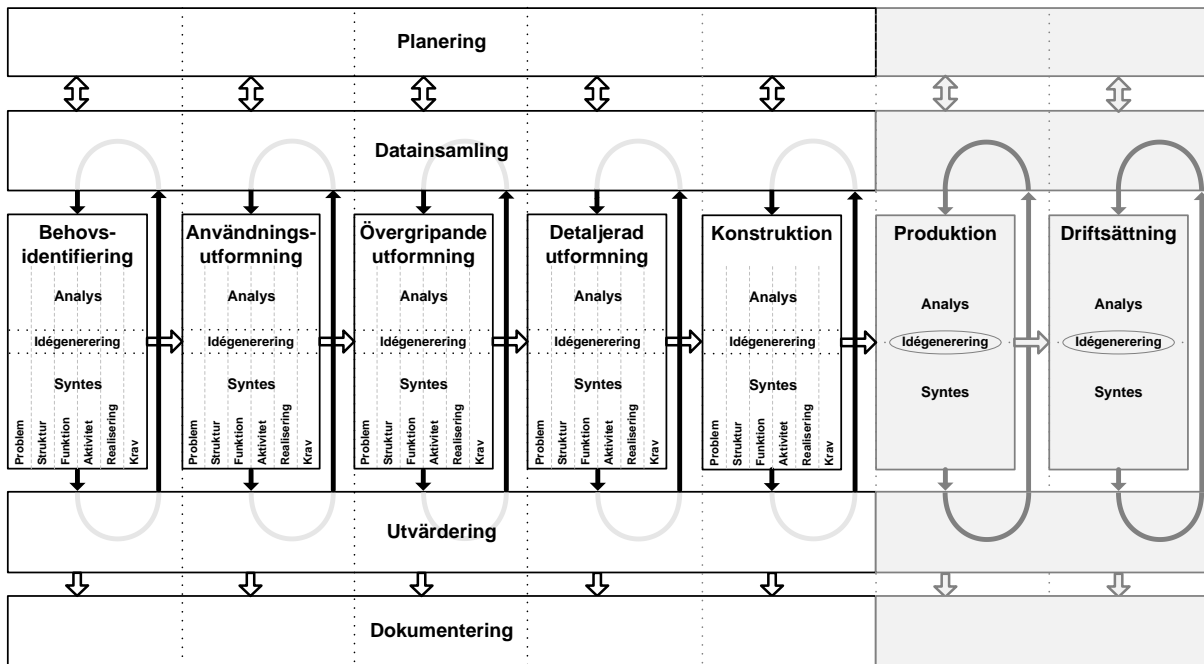 Planering
Datainsamling
Behovs-
identifiering
Analys
Idégenerering
Syntes
Problem
Struktur
Funktion
Aktivitet
Realisering
Krav
Användnings-
utformning
Analys
Idégenerering
Syntes
Problem
Struktur
Funktion
Aktivitet
Realisering
Krav
Övergripande
utformning
Analys
Idégenerering
Syntes
Problem
Struktur
Funktion
Aktivitet
Realisering
Krav
Detaljerad
utformning
Analys
Idégenerering
Syntes
Problem
Struktur
Funktion
Aktivitet
Realisering
Krav
Konstruktion
Analys
Idégenerering
Syntes
Problem
Struktur
Funktion
Aktivitet
Realisering
Krav
Produktion
Analys
Idégenerering
Syntes
Driftsättning
Analys
Idégenerering
Syntes
Utvärdering
Dokumentering